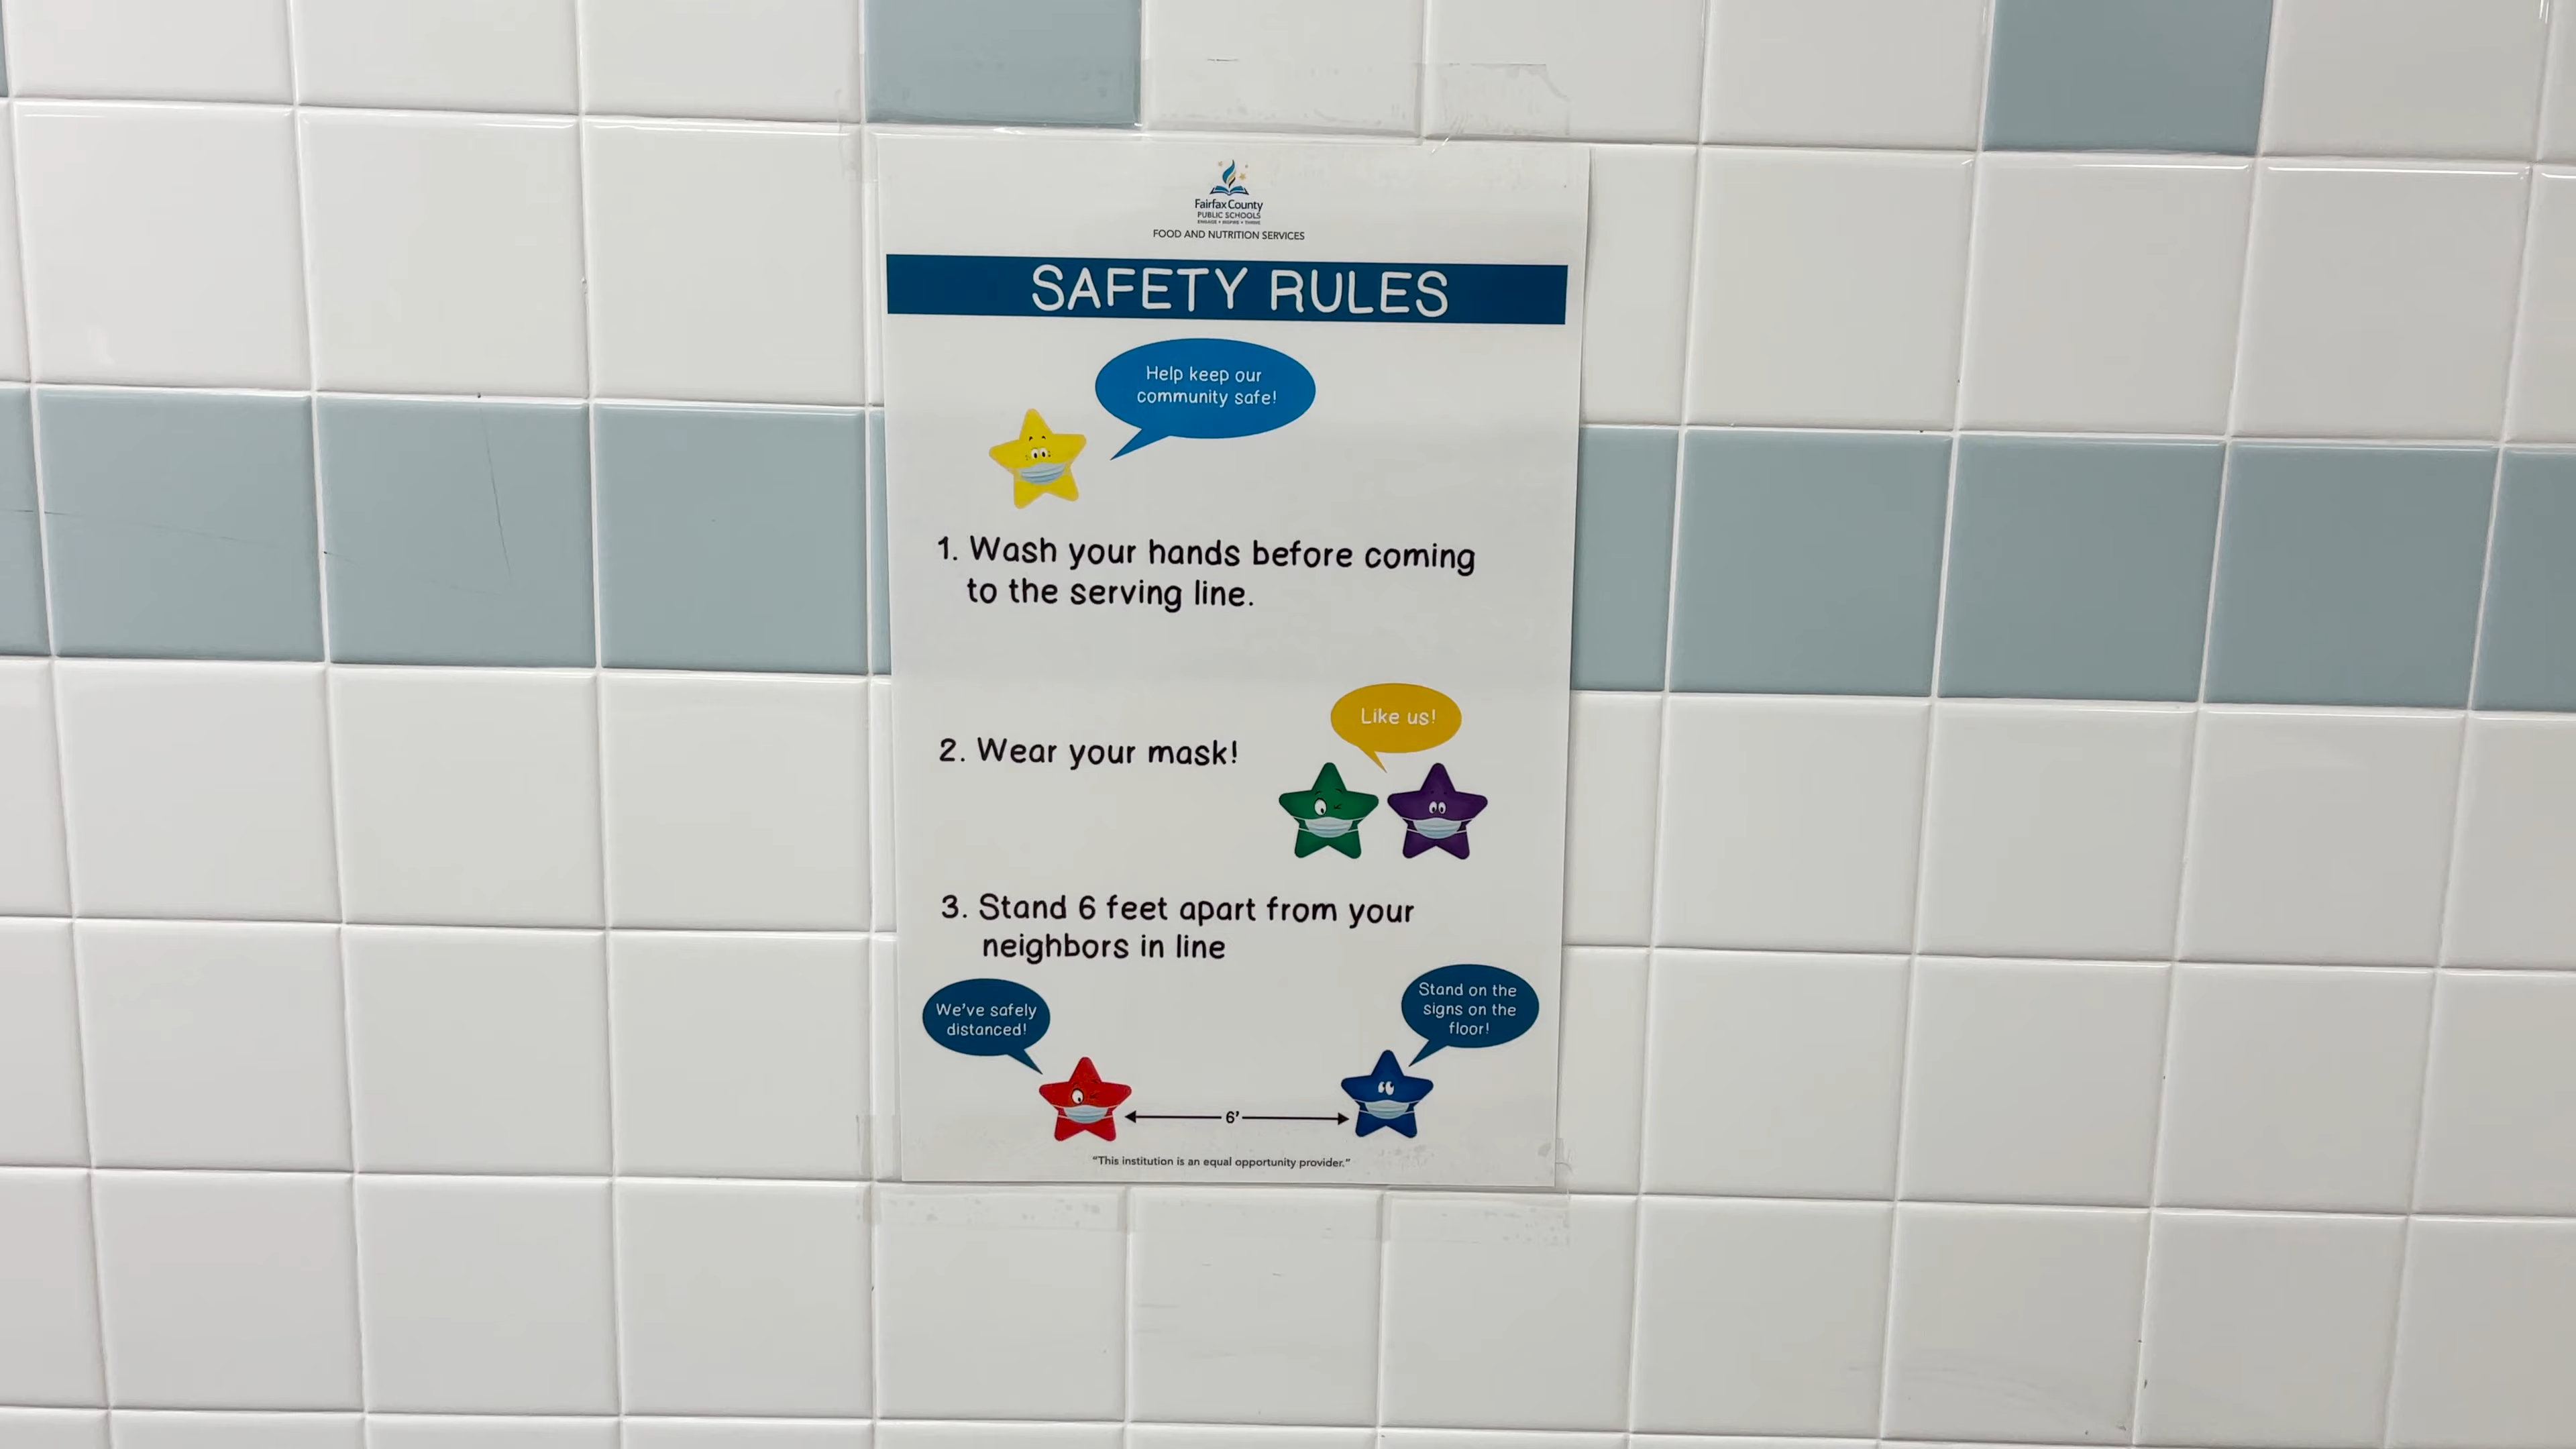 Fairfax County
PUBLIC SCHOOLS
ENGAGE • INSPIRE • THRIVE
FOOD AND NUTRITION SERVICES
SAFETY RULES
Help keep our
community safe!
1. Wash your hands before coming
to the serving line.
Like us!
2. Wear your mask!
3. Stand 6 feet apart from your
neighbors in line
We've safely
distanced!
Stand on the
signs on the
floor!
6'
"This institution is an equal opportunity provider."